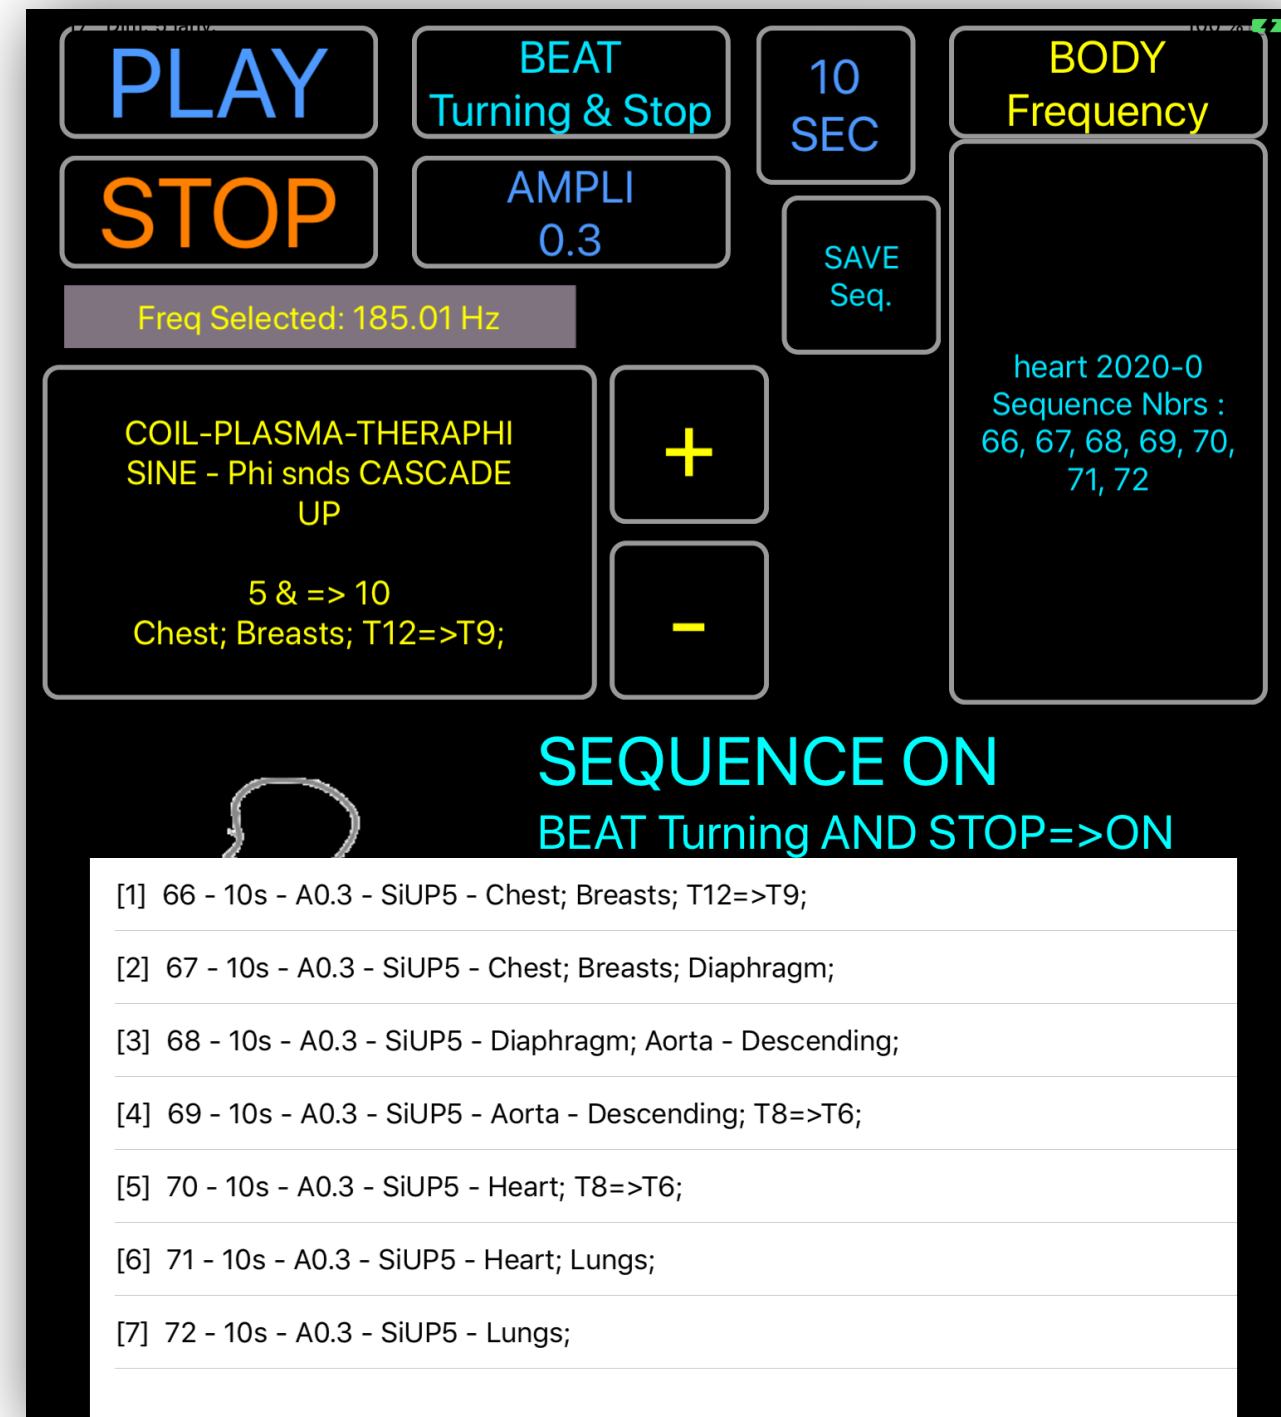 PLAY
BEAT
Turning & Stop
10
SEC
BODY
Frequency
STOP
AMPLI
0.3
SAVE
Seq.
Freq Selected: 185.01 Hz
heart 2020-0
Sequence Nbrs :
66, 67, 68, 69, 70,
71, 72
COIL-PLASMA-THERAPHI
SINE - Phi snds CASCADE
UP
5 & => 10
Chest; Breasts; T12=>T9;
+
-
SEQUENCE ON
BEAT Turning AND STOP=>ON
[1] 66 - 10s - A0.3 - SiUP5 - Chest; Breasts; T12=>T9;
[2] 67 - 10s - A0.3 - SiUP5 - Chest; Breasts; Diaphragm;
[3] 68 - 10s - A0.3 - SiUP5 - Diaphragm; Aorta - Descending;
[4] 69 - 10s - A0.3 - SiUP5 - Aorta - Descending; T8=>T6;
[5] 70 - 10s - A0.3 - SiUP5 - Heart; T8=>T6;
[6] 71 - 10s - A0.3 - SiUP5 - Heart; Lungs;
[7] 72 - 10s - A0.3 - SiUP5 - Lungs;